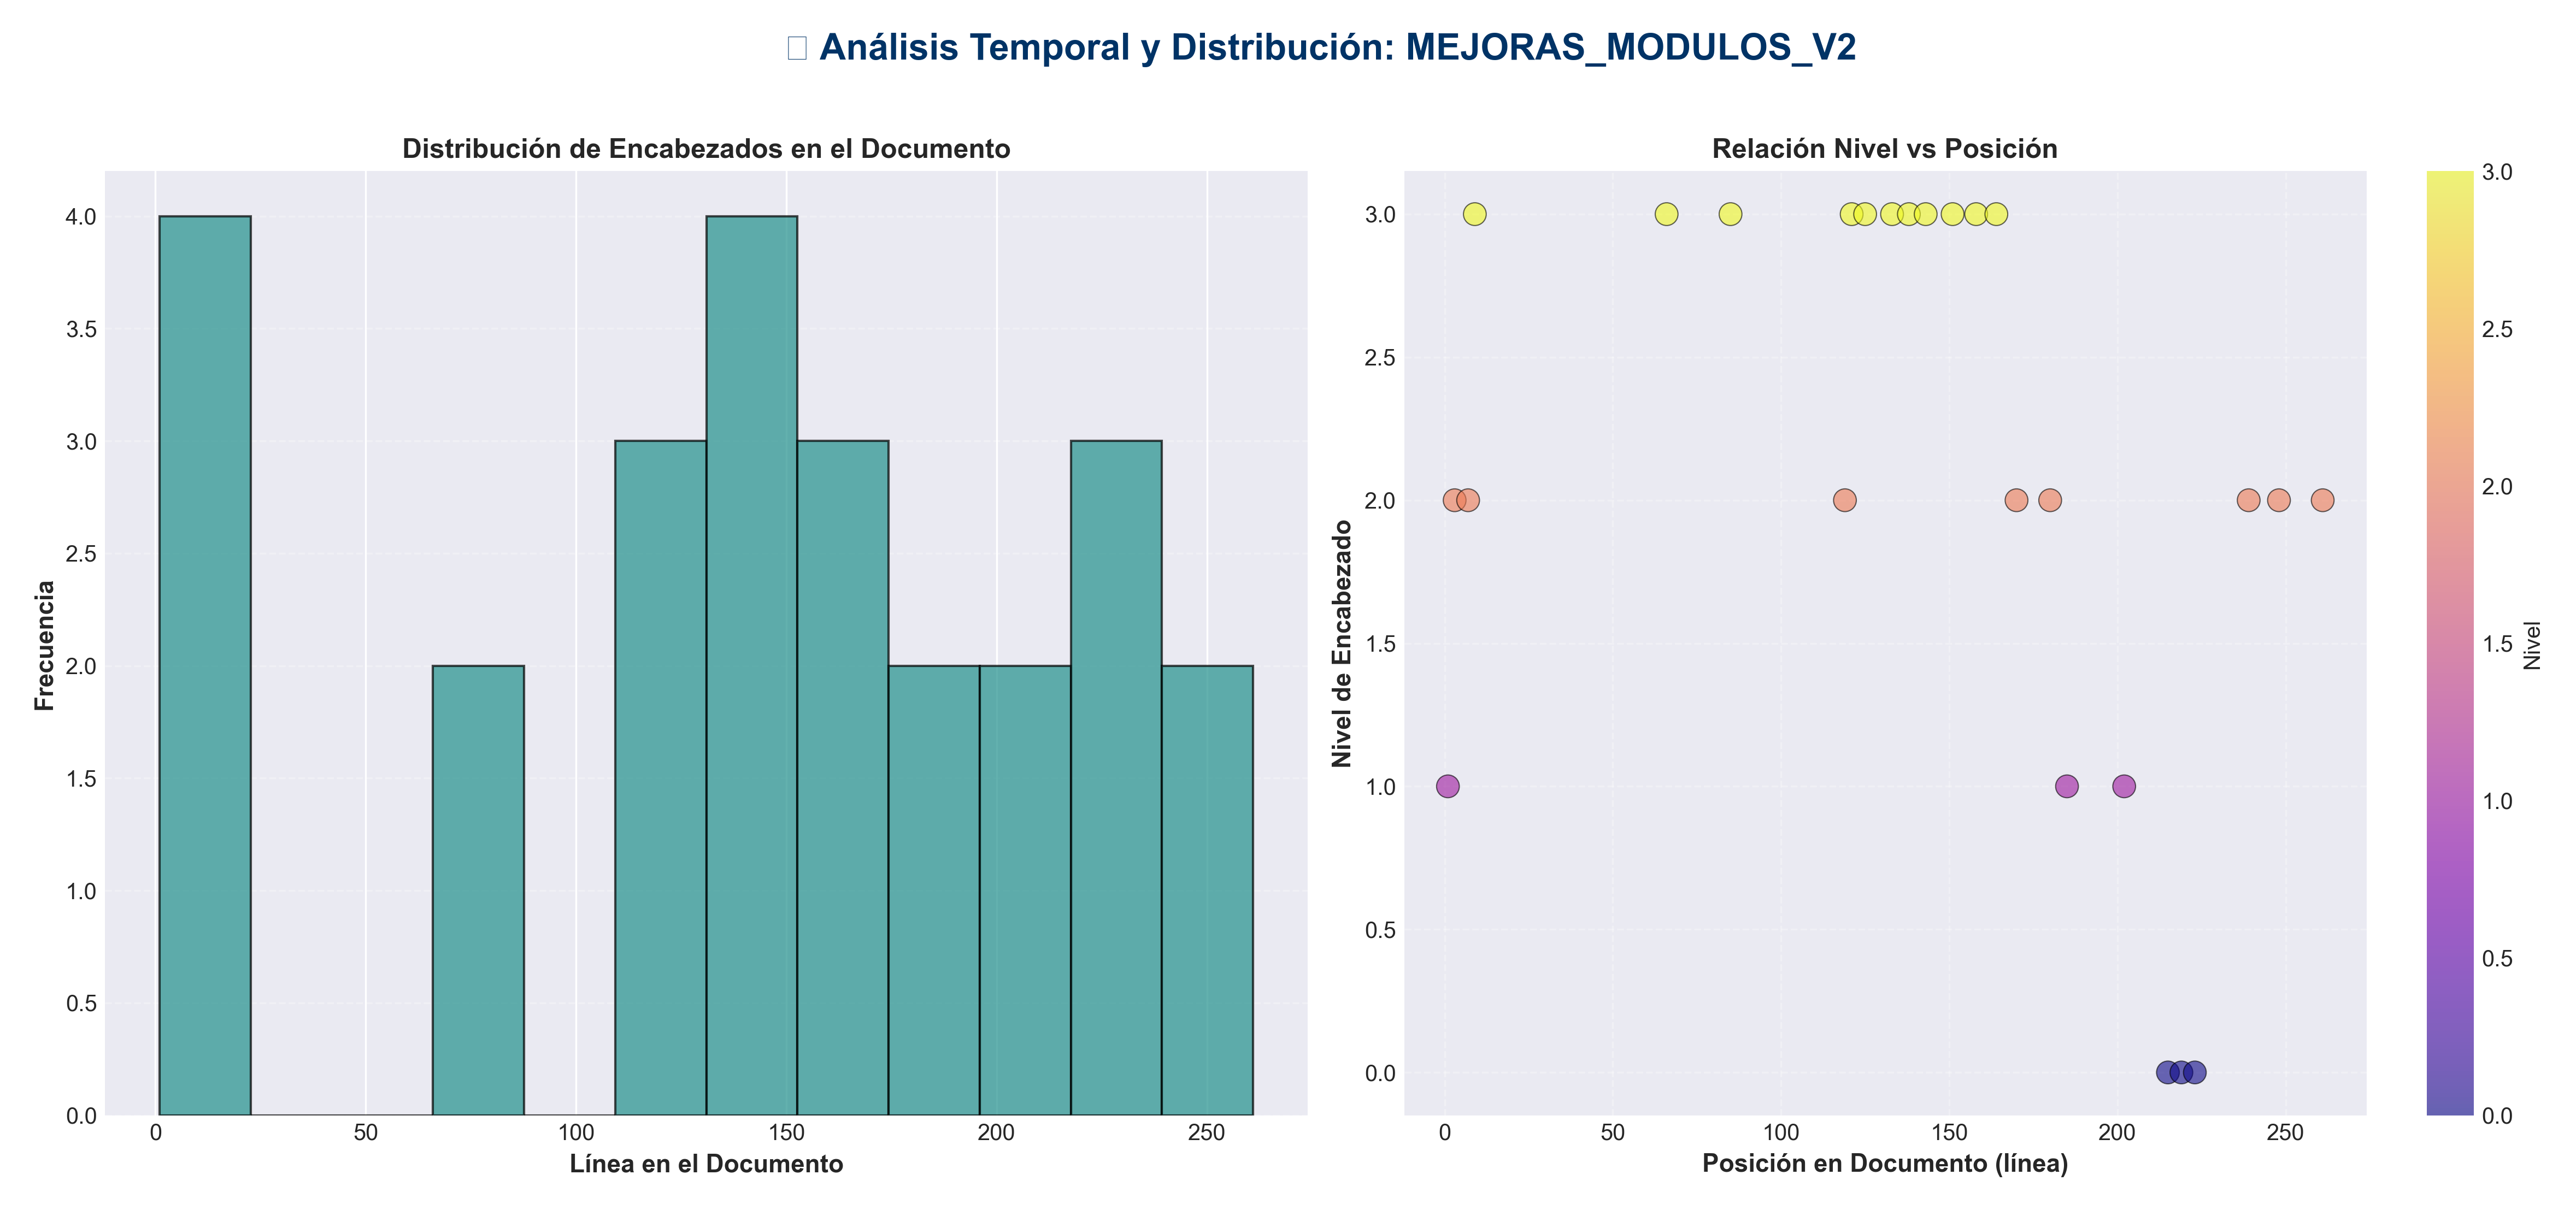 Análisis Temporal y Distribución: MEJORAS_MODULOS_V2
Distribución de Encabezados en el Documento
Frecuencia
4.0
3.5
3.0
2.5
2.0
1.5
1.0
0.5
0.0
0 50 100 150 200 250
Línea en el Documento
Relación Nivel vs Posición
Nivel de Encabezado
3.0
2.5
2.0
1.5
1.0
0.5
0.0
0 50 100 150 200 250
Posición en Documento (línea)
3.0
2.5
2.0
1.5
1.0
0.5
0.0
Nivel